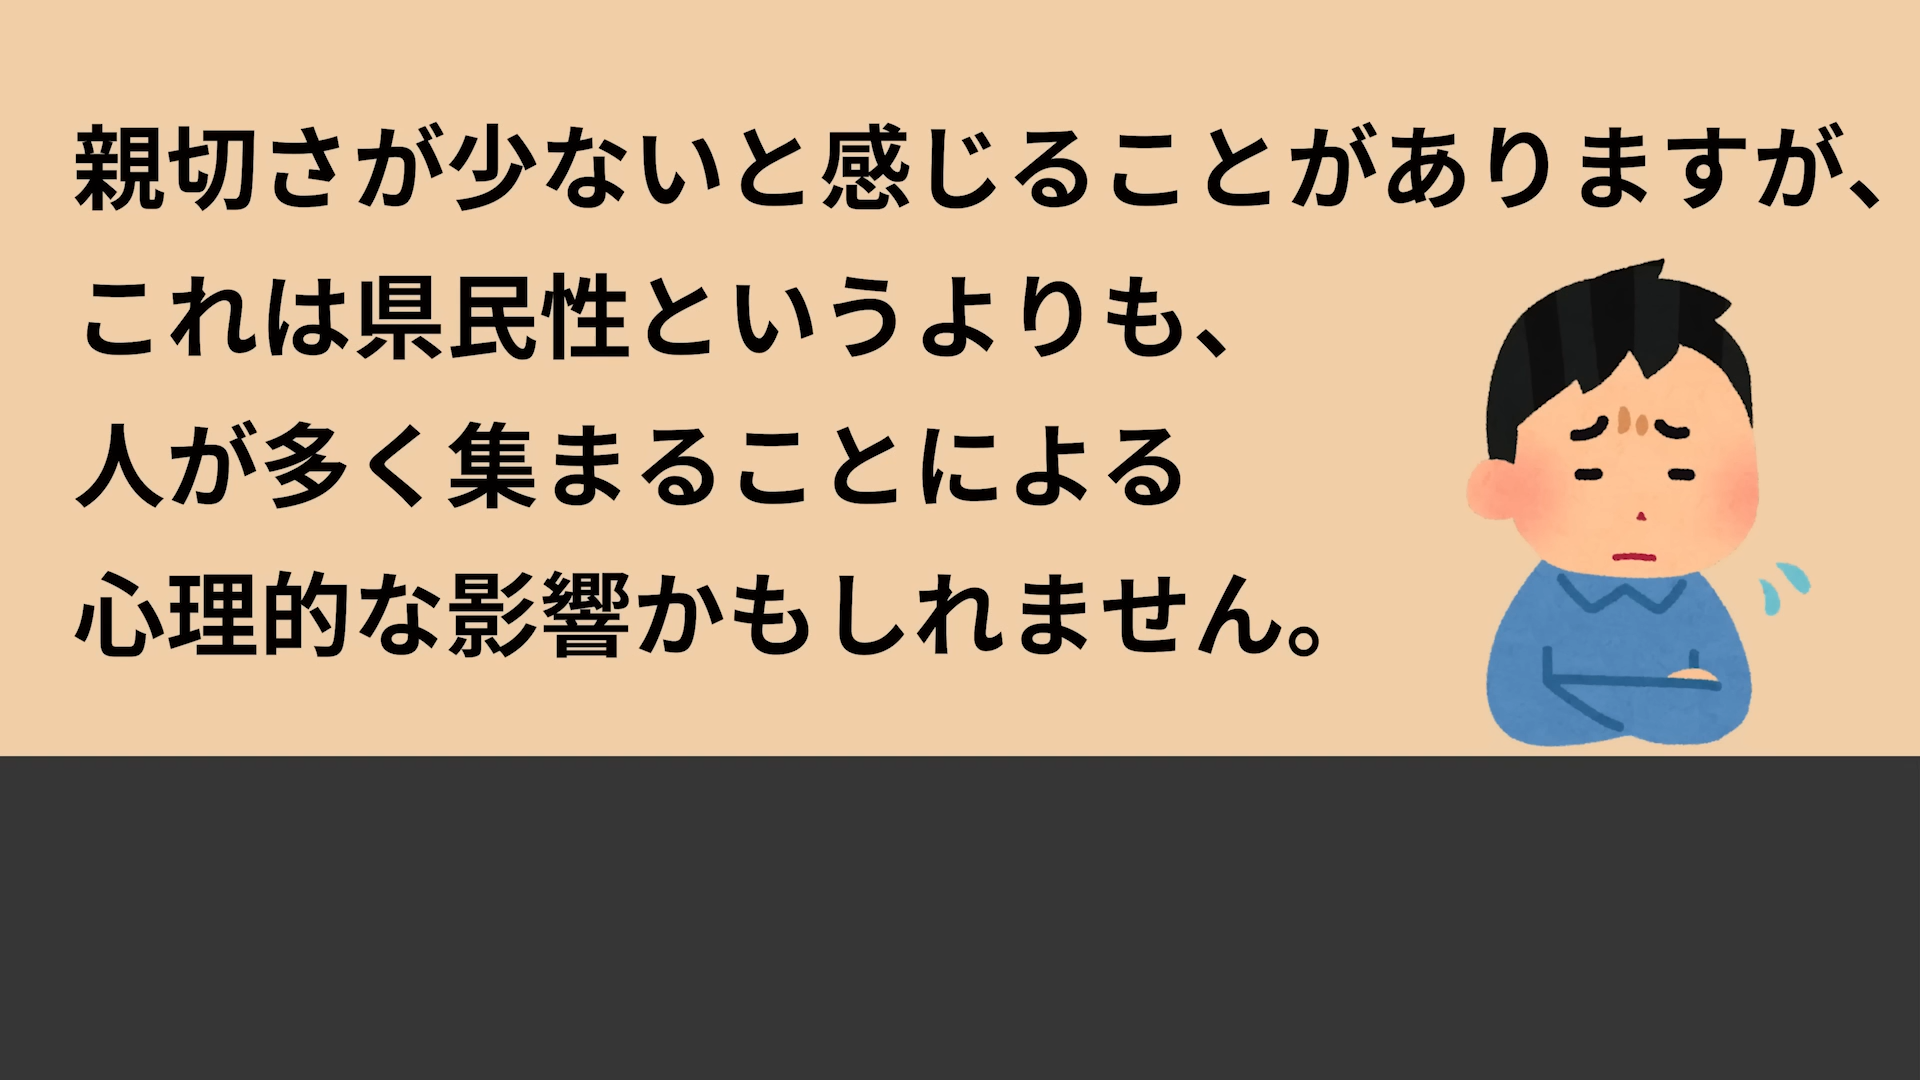 親切さが少ないと感じることがありますが、
これは県民性というよりも、
人が多く集まることによる
心理的な影響かもしれません。